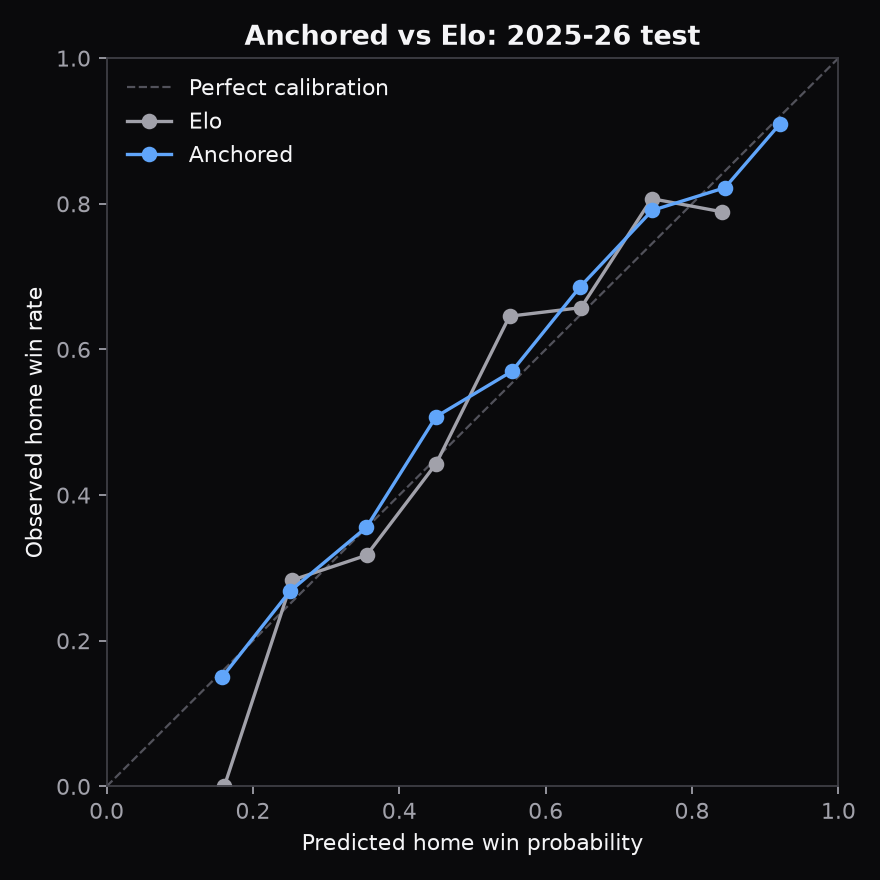 Anchored vs Elo: 2025-26 test
Perfect calibration
Elo
Anchored
Observed home win rate
1.0
0.8
0.6
0.4
0.2
0.0
0.0 0.2 0.4 0.6 0.8 1.0
Predicted home win probability